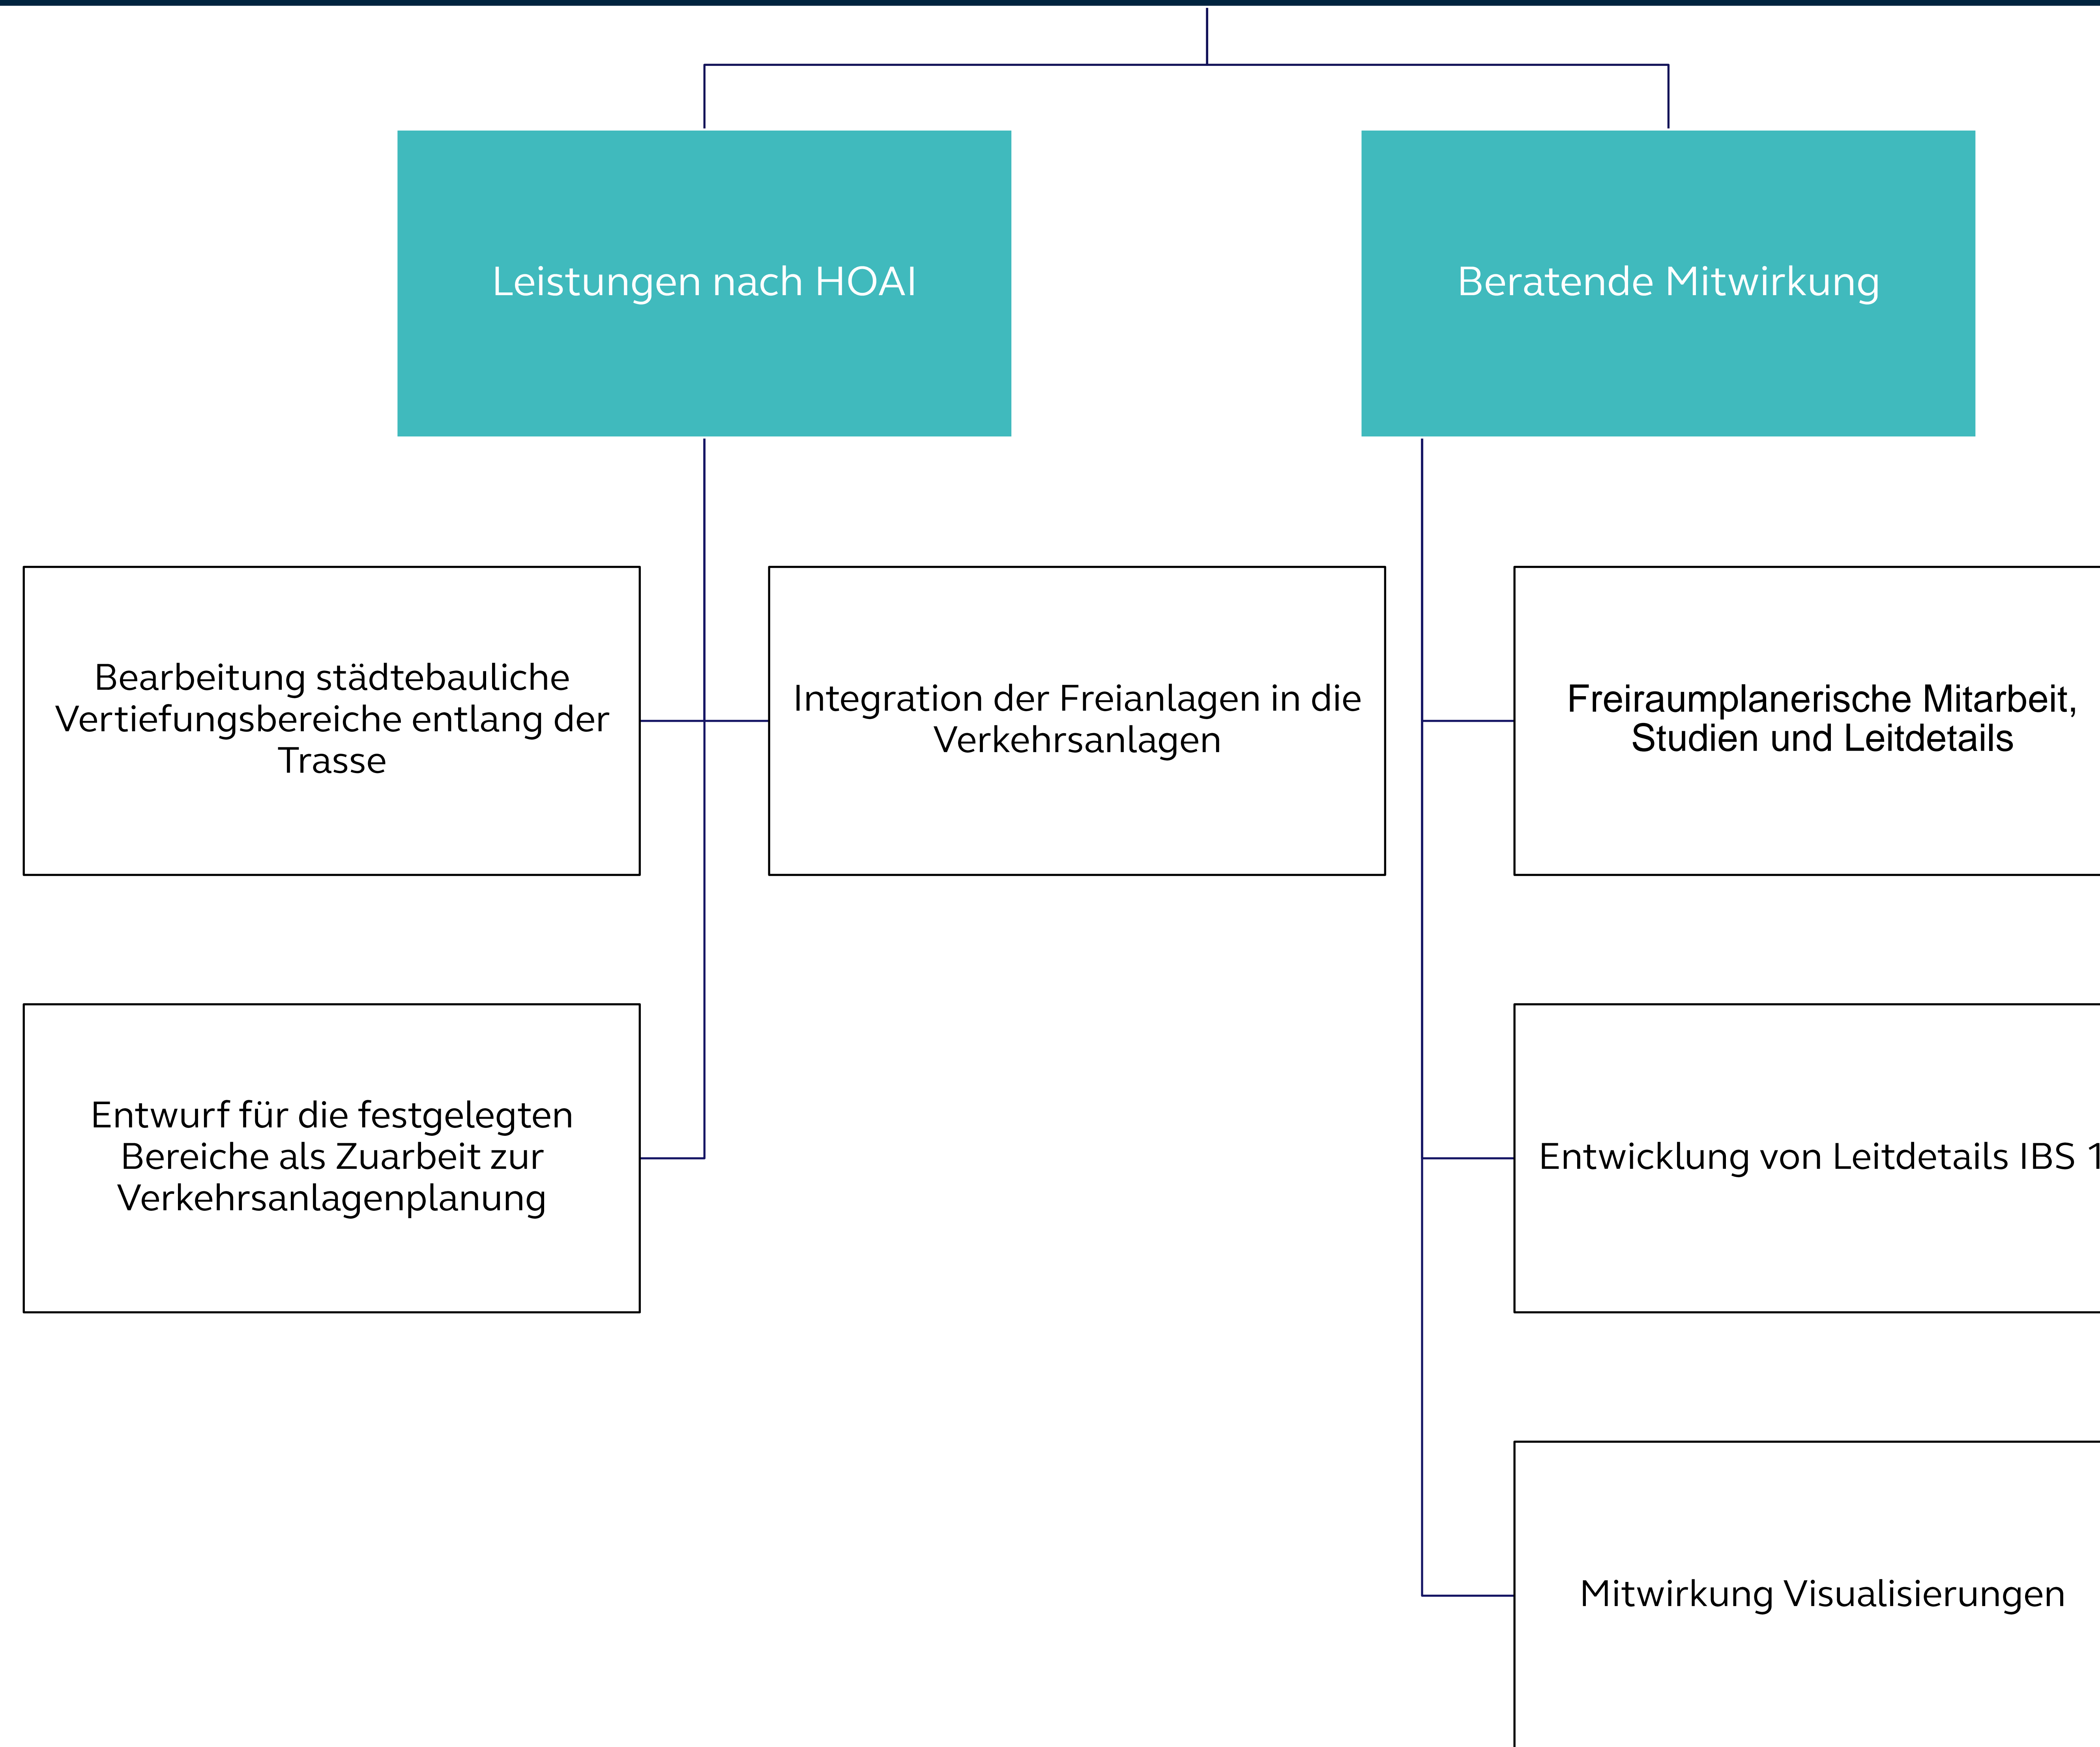 Leistungen nach HOAI
Beratende Mitwirkung
Bearbeitung städtebauliche
Vertiefungsbereiche entlang der
Trasse
Integration der Freianlagen in die
Verkehrsanlagen
Freiraumplanerische Mitarbeit,
Studien und Leitdetails
Entwurf für die festgelegten
Bereiche als Zuarbeit zur
Verkehrsanlagenplanung
Entwicklung von Leitdetails IBS 1
Mitwirkung Visualisierungen